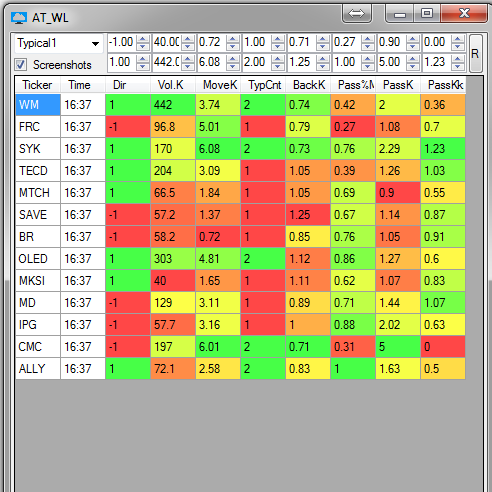 AT_WL
Typical1 -1.00 40.00 0.72 1.00 0.71 0.27 0.90 0.00 R
Screenshots 1.00 442.0 6.08 2.00 1.25 1.00 5.00 1.23
Ticker Time Dir Vol.K MoveK TypCnt BackK Pass%M PassK PassKk
WM 16:37 1 442 3.74 2 0.74 0.42 2 0.36
FRC 16:37 -1 96.8 5.01 1 0.79 0.27 1.08 0.7
SYK 16:37 1 170 6.08 2 0.73 0.76 2.29 1.23
TECD 16:37 1 204 3.09 1 1.05 0.39 1.26 1.03
MTCH 16:37 1 66.5 1.84 1 1.05 0.69 0.9 0.55
SAVE 16:37 -1 57.2 1.37 1 1.25 0.67 1.14 0.87
BR 16:37 -1 58.2 0.72 1 0.85 0.76 1.05 0.91
OLED 16:37 1 303 4.81 2 1.12 0.86 1.27 0.6
MKSI 16:37 1 40 1.65 1 1.11 0.62 1.07 0.83
MD 16:37 -1 129 3.11 1 0.89 0.71 1.44 1.07
IPG 16:37 -1 57.7 3.16 1 1 0.88 2.02 0.63
CMC 16:37 -1 197 6.01 2 0.71 0.31 5 0
ALLY 16:37 1 72.1 2.58 2 0.83 1 1.63 0.5